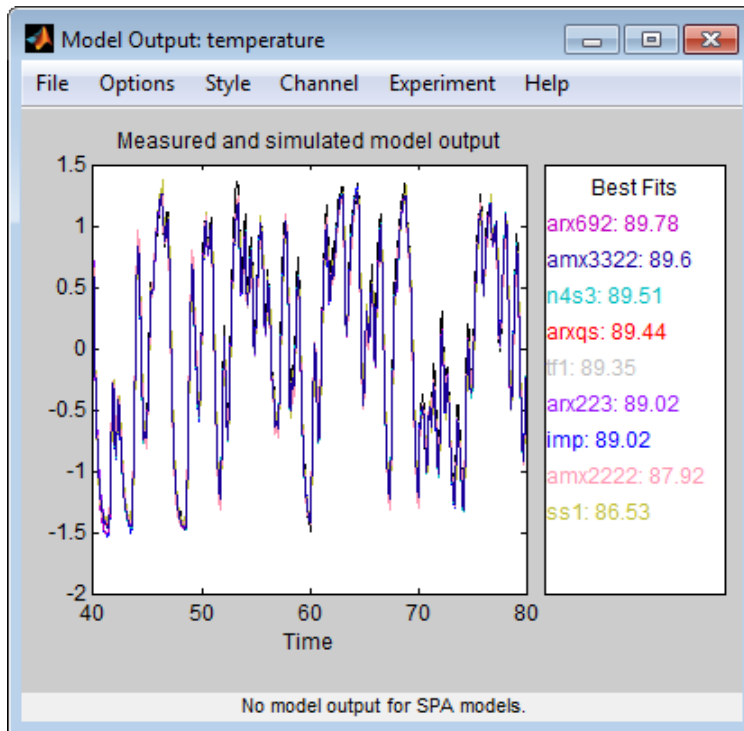 Model Output: temperature
File Options Style Channel Experiment Help
Measured and simulated model output
1.5
1
0.5
0
-0.5
-1
-1.5
-2
40 50 60 70 80
Time
Best Fits
arx692: 89.78
amx3322: 89.6
n4s3: 89.51
arxqs: 89.44
tf1: 89.35
arx223: 89.02
imp: 89.02
amx2222: 87.92
ss1: 86.53
No model output for SPA models.